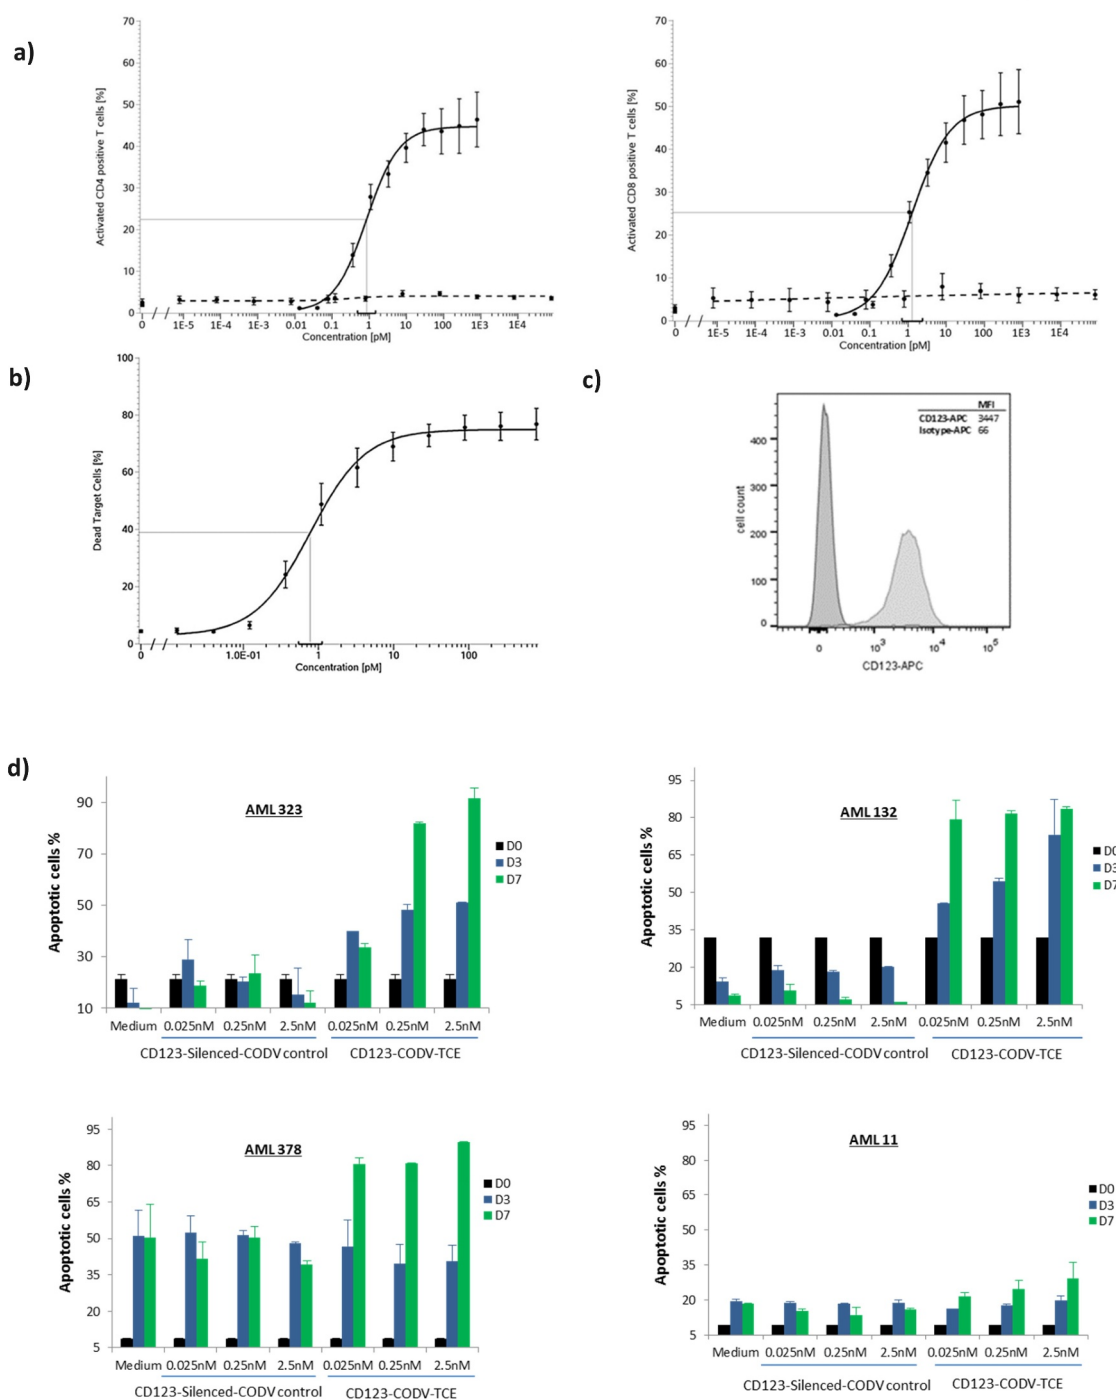 a)
70
60
50
40
30
20
10
0
Activated CD4 positive T cells [%]
0 1E-5 1E-4 1E-3 0.01 0.1 1 10 100 1E3 1E4
Concentration [pM]
70
60
50
40
30
20
10
0
Activated CD8 positive T cells [%]
0 1E-5 1E-4 1E-3 0.01 0.1 1 10 100 1E3 1E4
Concentration [pM]
b)
100
80
60
40
20
0
Dead Target Cells [%]
0 1.0E-01 1 10 100
Concentration [pM]
c)
MFI
CD123-APC 3447
Isotype-APC 66
400
300
200
100
0
cell count
0 10³ 10⁴ 10⁵
CD123-APC
d)
AML 323
90
70
50
30
10
Apoptotic cells %
D0
D3
D7
Medium 0.025nM 0.25nM 2.5nM 0.025nM 0.25nM 2.5nM
CD123-Silenced-CODV control CD123-CODV-TCE
AML 132
95
80
65
50
35
20
5
Apoptotic cells %
D0
D3
D7
Medium 0.025nM 0.25nM 2.5nM 0.025nM 0.25nM 2.5nM
CD123-Silenced-CODV control CD123-CODV-TCE
AML 378
95
80
65
50
35
20
5
Apoptotic cells %
D0
D3
D7
Medium 0.025nM 0.25nM 2.5nM 0.025nM 0.25nM 2.5nM
CD123-Silenced-CODV control CD123-CODV-TCE
AML 11
95
80
65
50
35
20
5
Apoptotic cells %
D0
D3
D7
Medium 0.025nM 0.25nM 2.5nM 0.025nM 0.25nM 2.5nM
CD123-Silenced-CODV control CD123-CODV-TCE